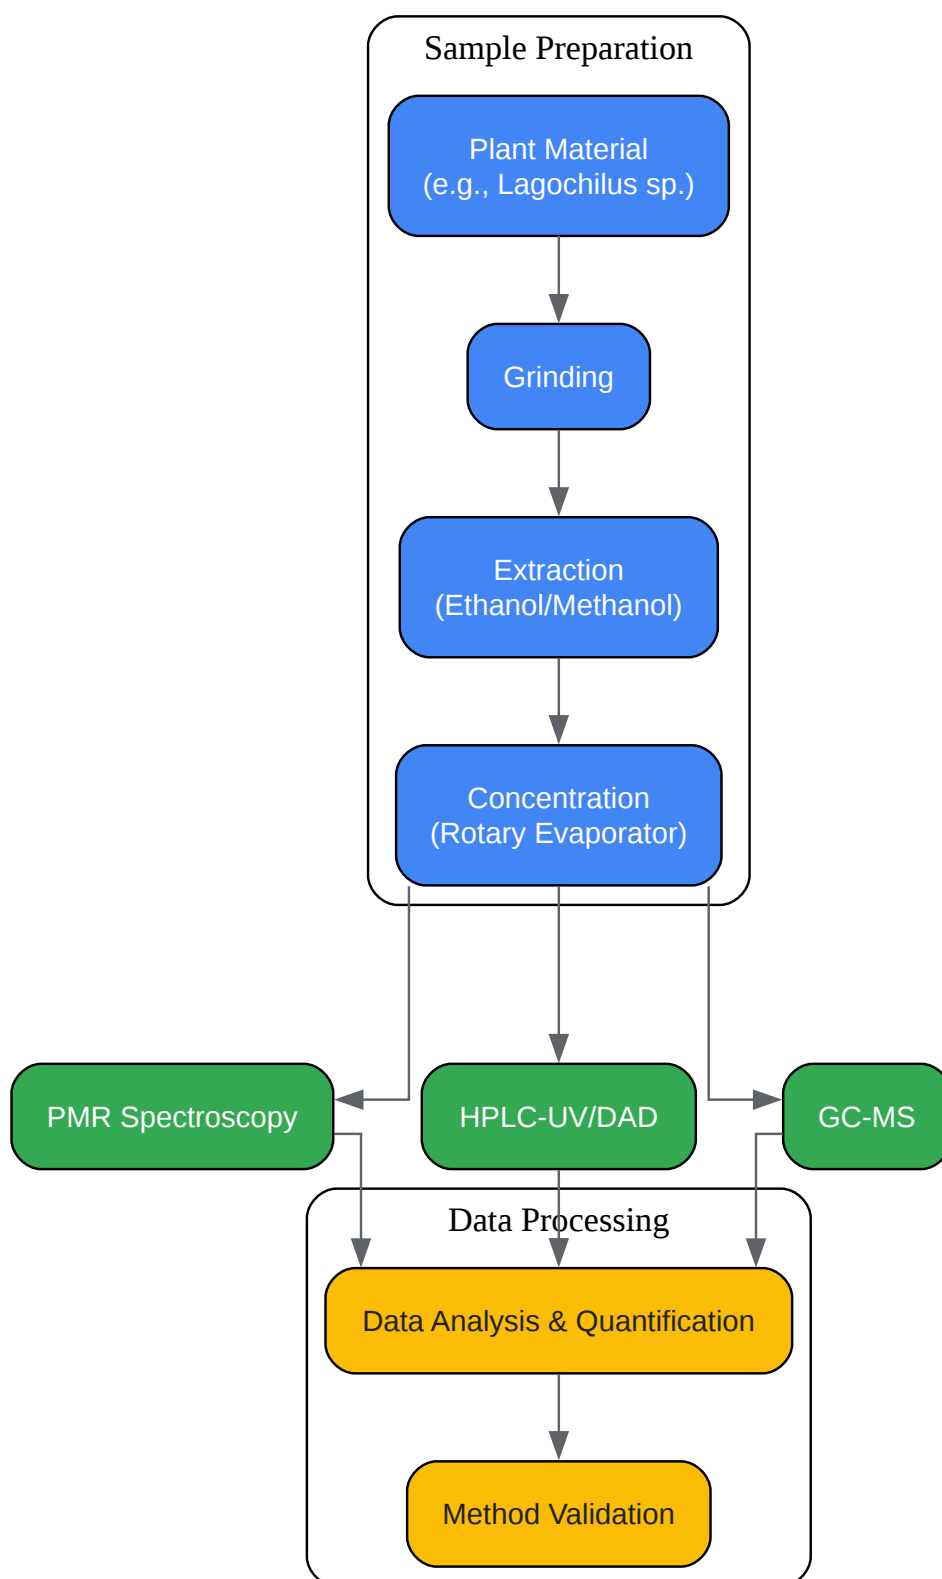 Sample Preparation
Plant Material
(e.g., Lagochilus sp.)
Grinding
Extraction
(Ethanol/Methanol)
Concentration
(Rotary Evaporator)
PMR Spectroscopy
HPLC-UV/DAD
GC-MS
Data Processing
Data Analysis & Quantification
Method Validation